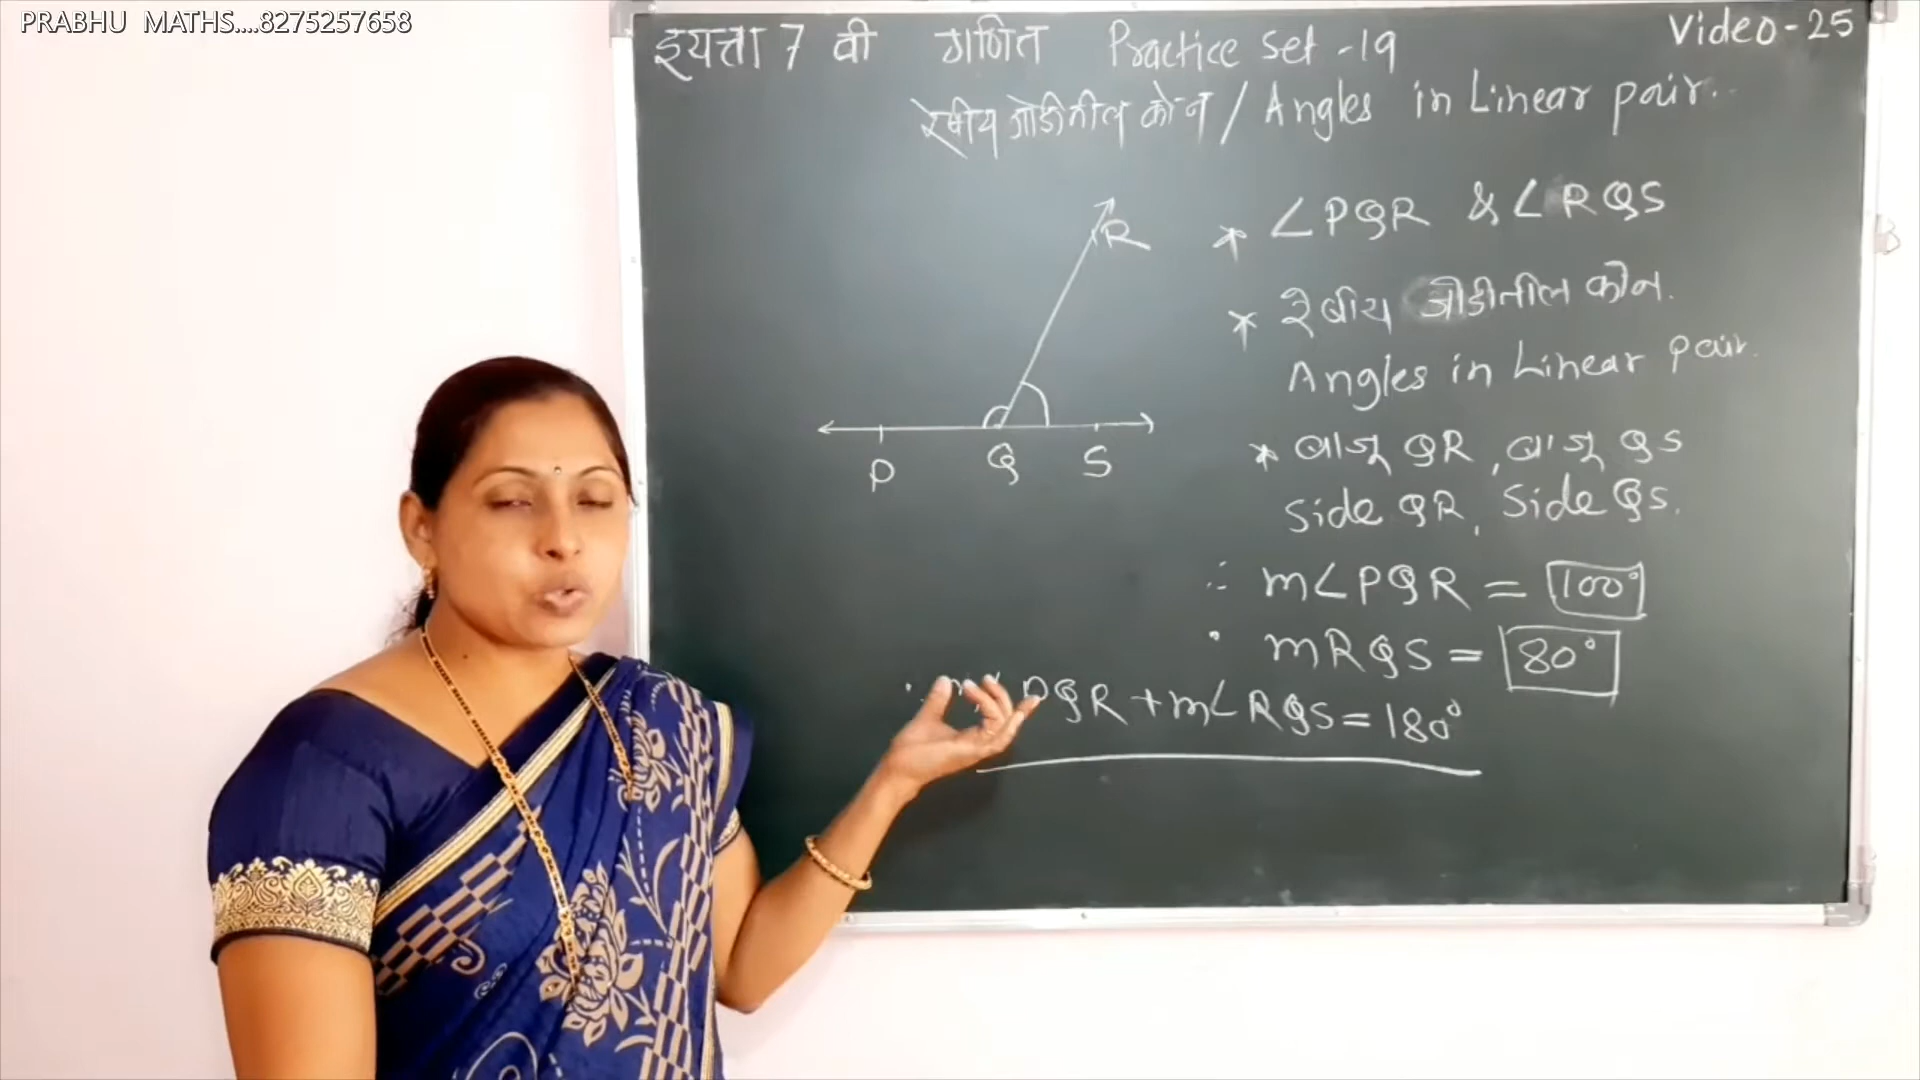 PRABHU MATHS....8275257658
इयत्ता 7 वी गणित Practice set -19
Video-25
रेषीय जोडीतील कोन / Angles in Linear pair.
R
P Q S
* ∠PQR & ∠RQS
* रेषीय जोडीतील कोन.
Angles in Linear pair.
* बाजू QR, बाजू QS
Side QR, Side QS.
∴ m∠PQR = 100°
mRQS = 80°
PQR + m∠RQS = 180°